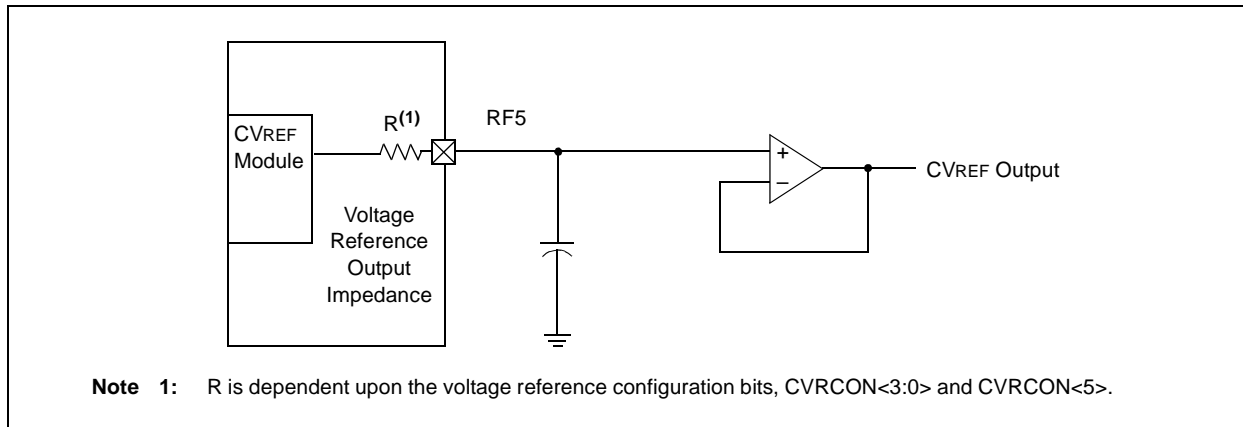 CVREF
Module
R(1)
RF5
Voltage
Reference
Output
Impedance
+
–
CVREF Output
Note 1: R is dependent upon the voltage reference configuration bits, CVRCON<3:0> and CVRCON<5>.